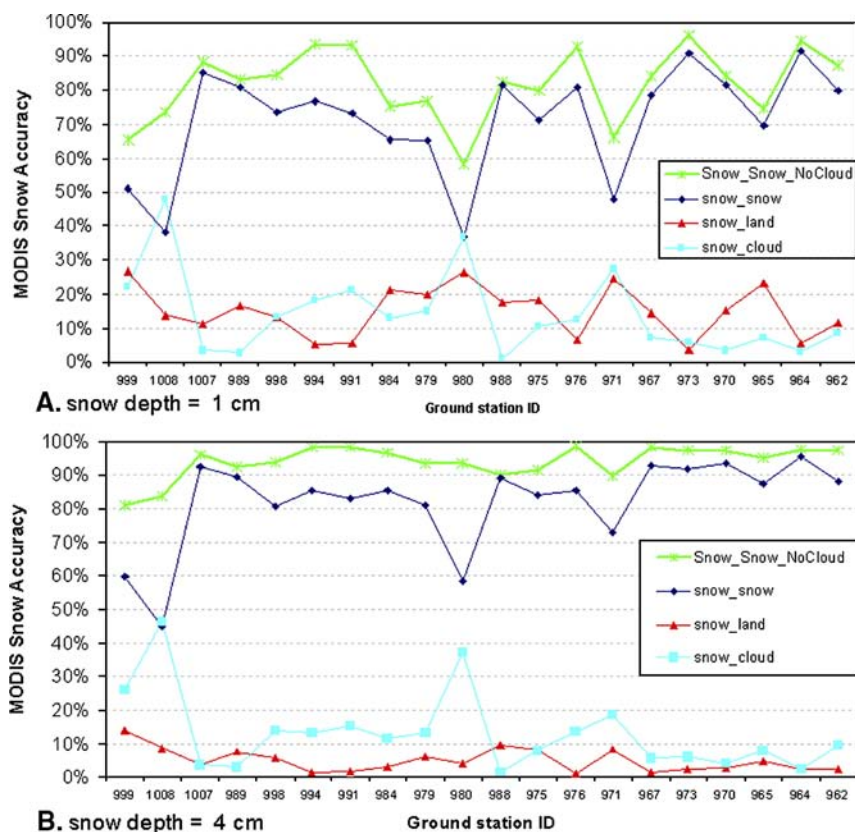 100%
90%
80%
70%
60%
50%
40%
30%
20%
10%
0%
MODIS Snow Accuracy
Snow_Snow_NoCloud
snow_snow
snow_land
snow_cloud
999 1008 1007 989 998 994 991 984 979 980 988 975 976 971 967 973 970 965 964 962
A. snow depth = 1 cm
Ground station ID
100%
90%
80%
70%
60%
50%
40%
30%
20%
10%
0%
MODIS Snow Accuracy
Snow_Snow_NoCloud
snow_snow
snow_land
snow_cloud
999 1008 1007 989 998 994 991 984 979 980 988 975 976 971 967 973 970 965 964 962
B. snow depth = 4 cm
Ground station ID